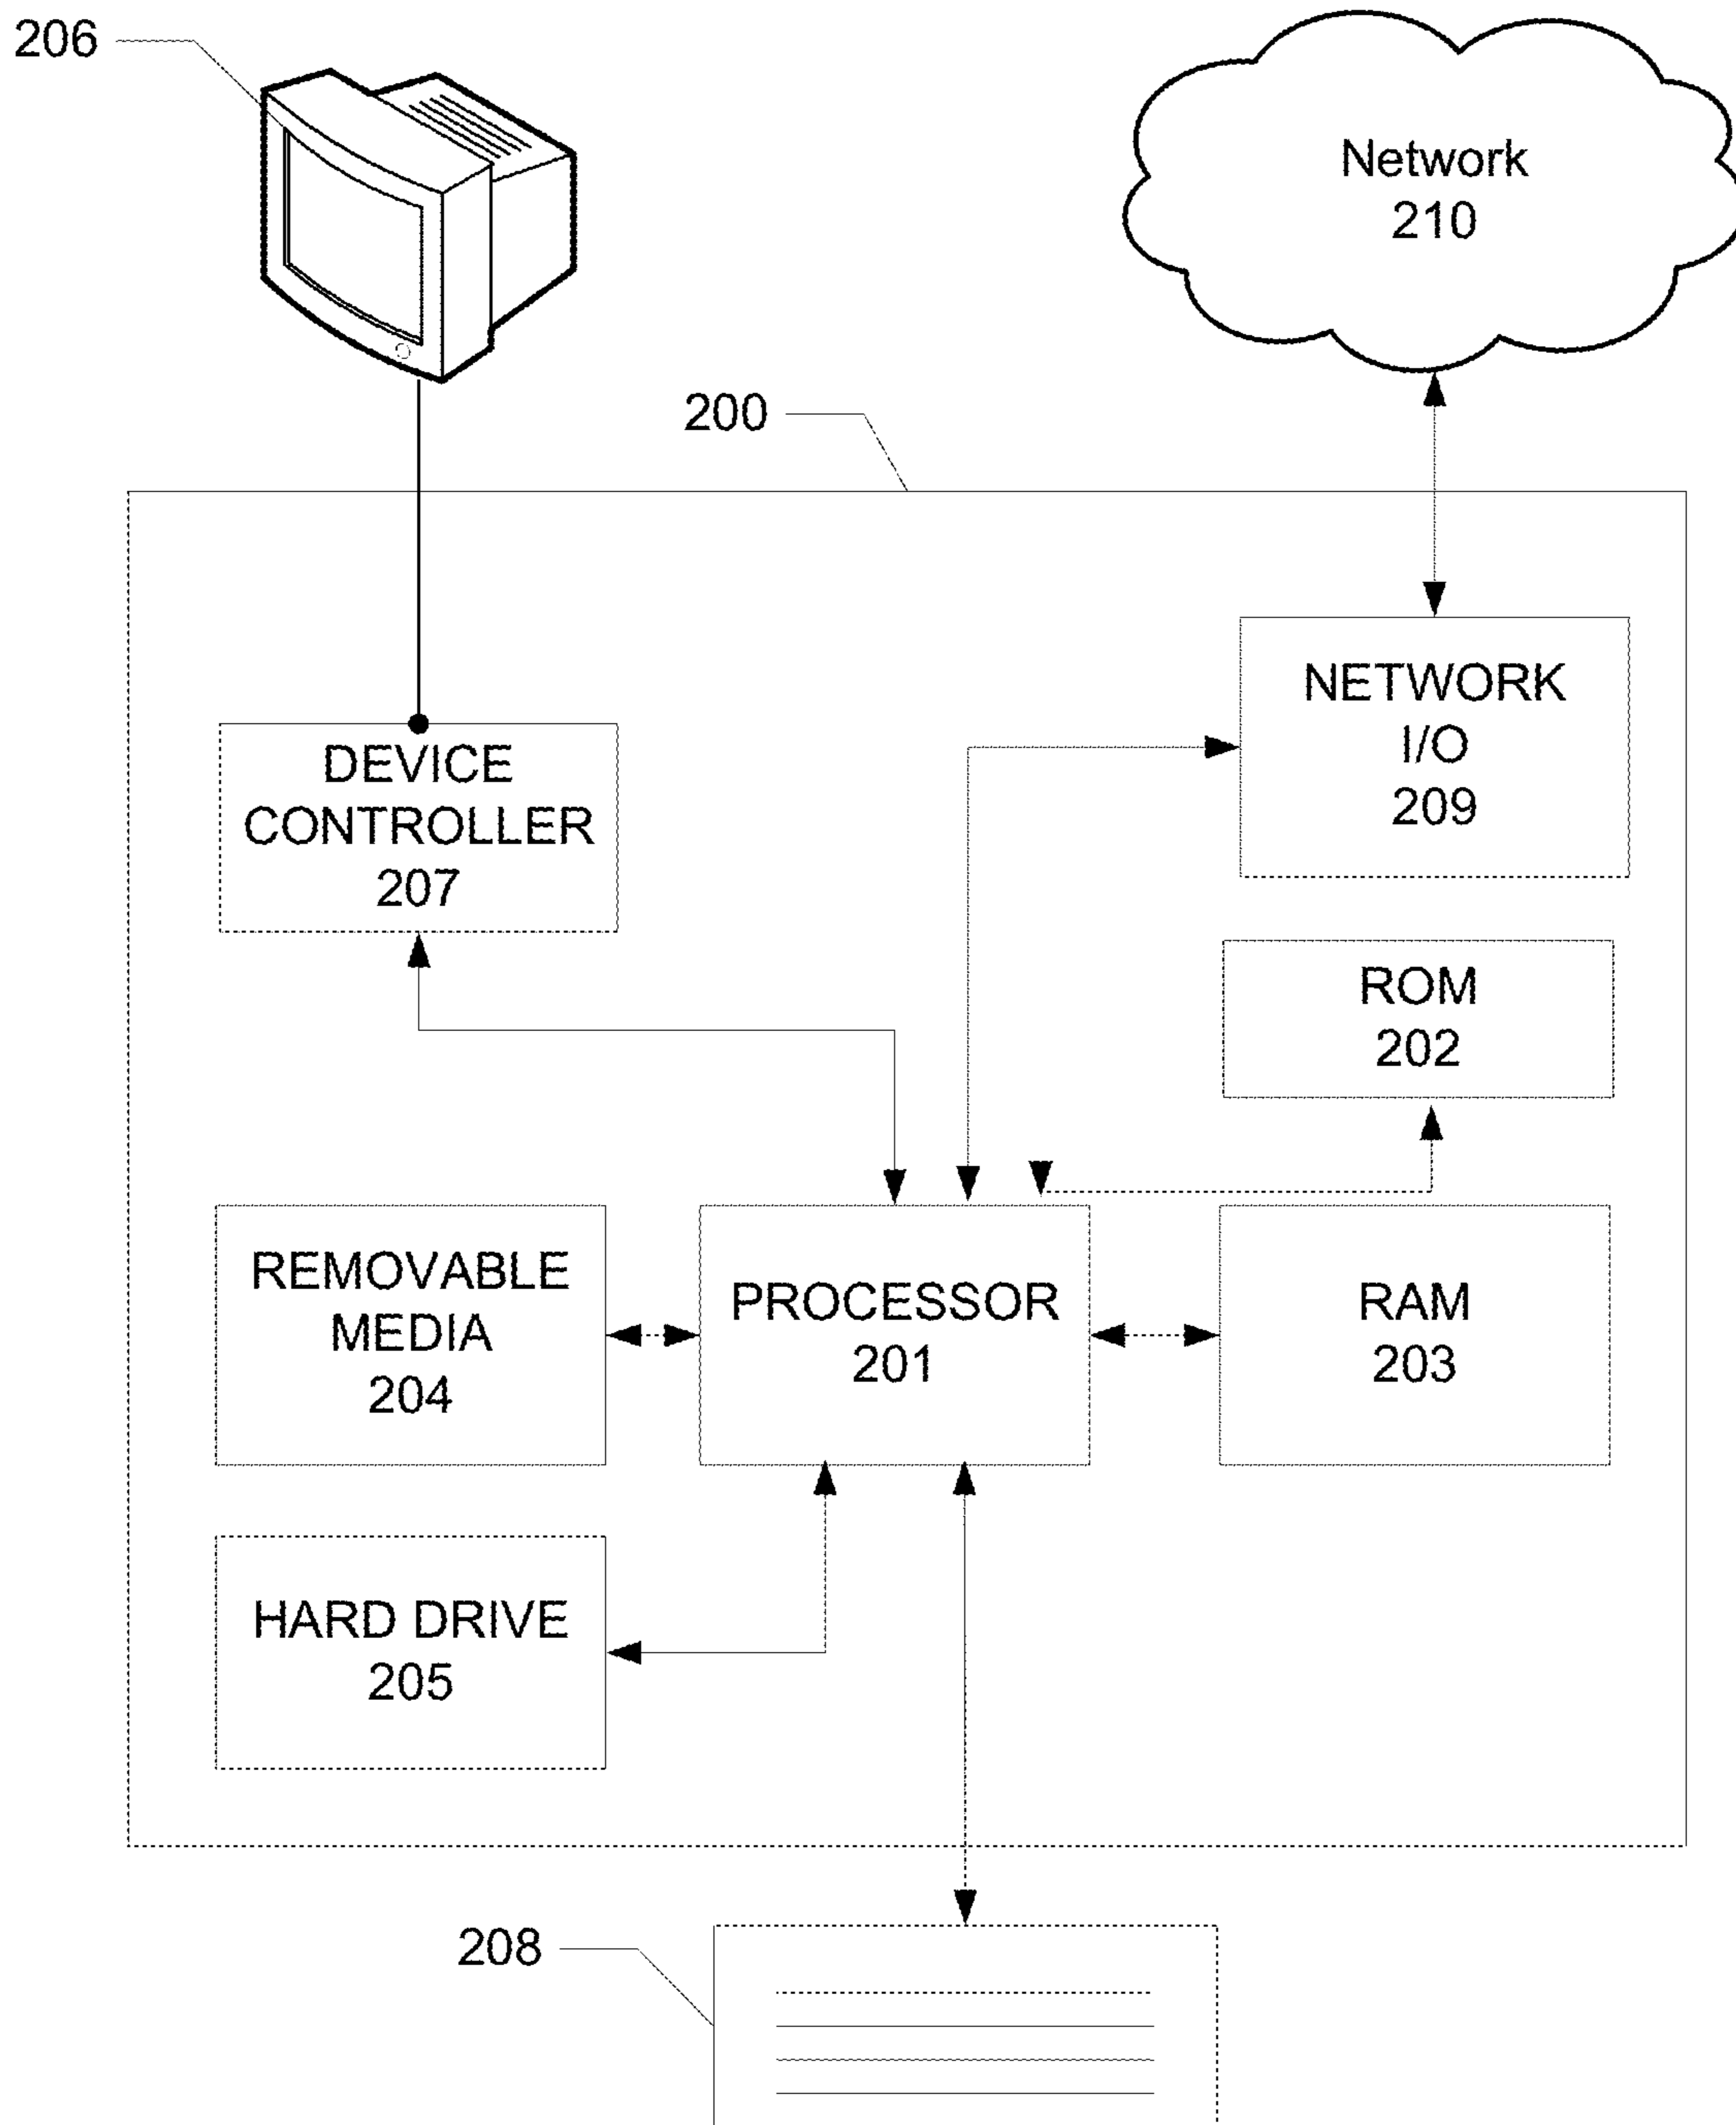 206
Network
210
200
NETWORK
I/O
209
DEVICE
CONTROLLER
207
ROM
202
REMOVABLE
MEDIA
204
PROCESSOR
201
RAM
203
HARD DRIVE
205
208